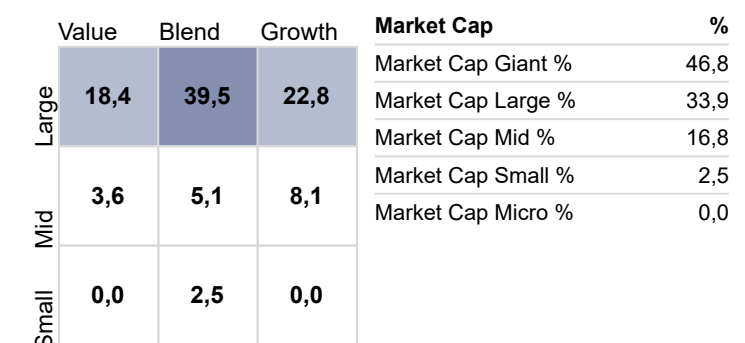 Value Blend Growth
Large 18,4 39,5 22,8
Mid 3,6 5,1 8,1
Small 0,0 2,5 0,0
Market Cap %
Market Cap Giant % 46,8
Market Cap Large % 33,9
Market Cap Mid % 16,8
Market Cap Small % 2,5
Market Cap Micro % 0,0